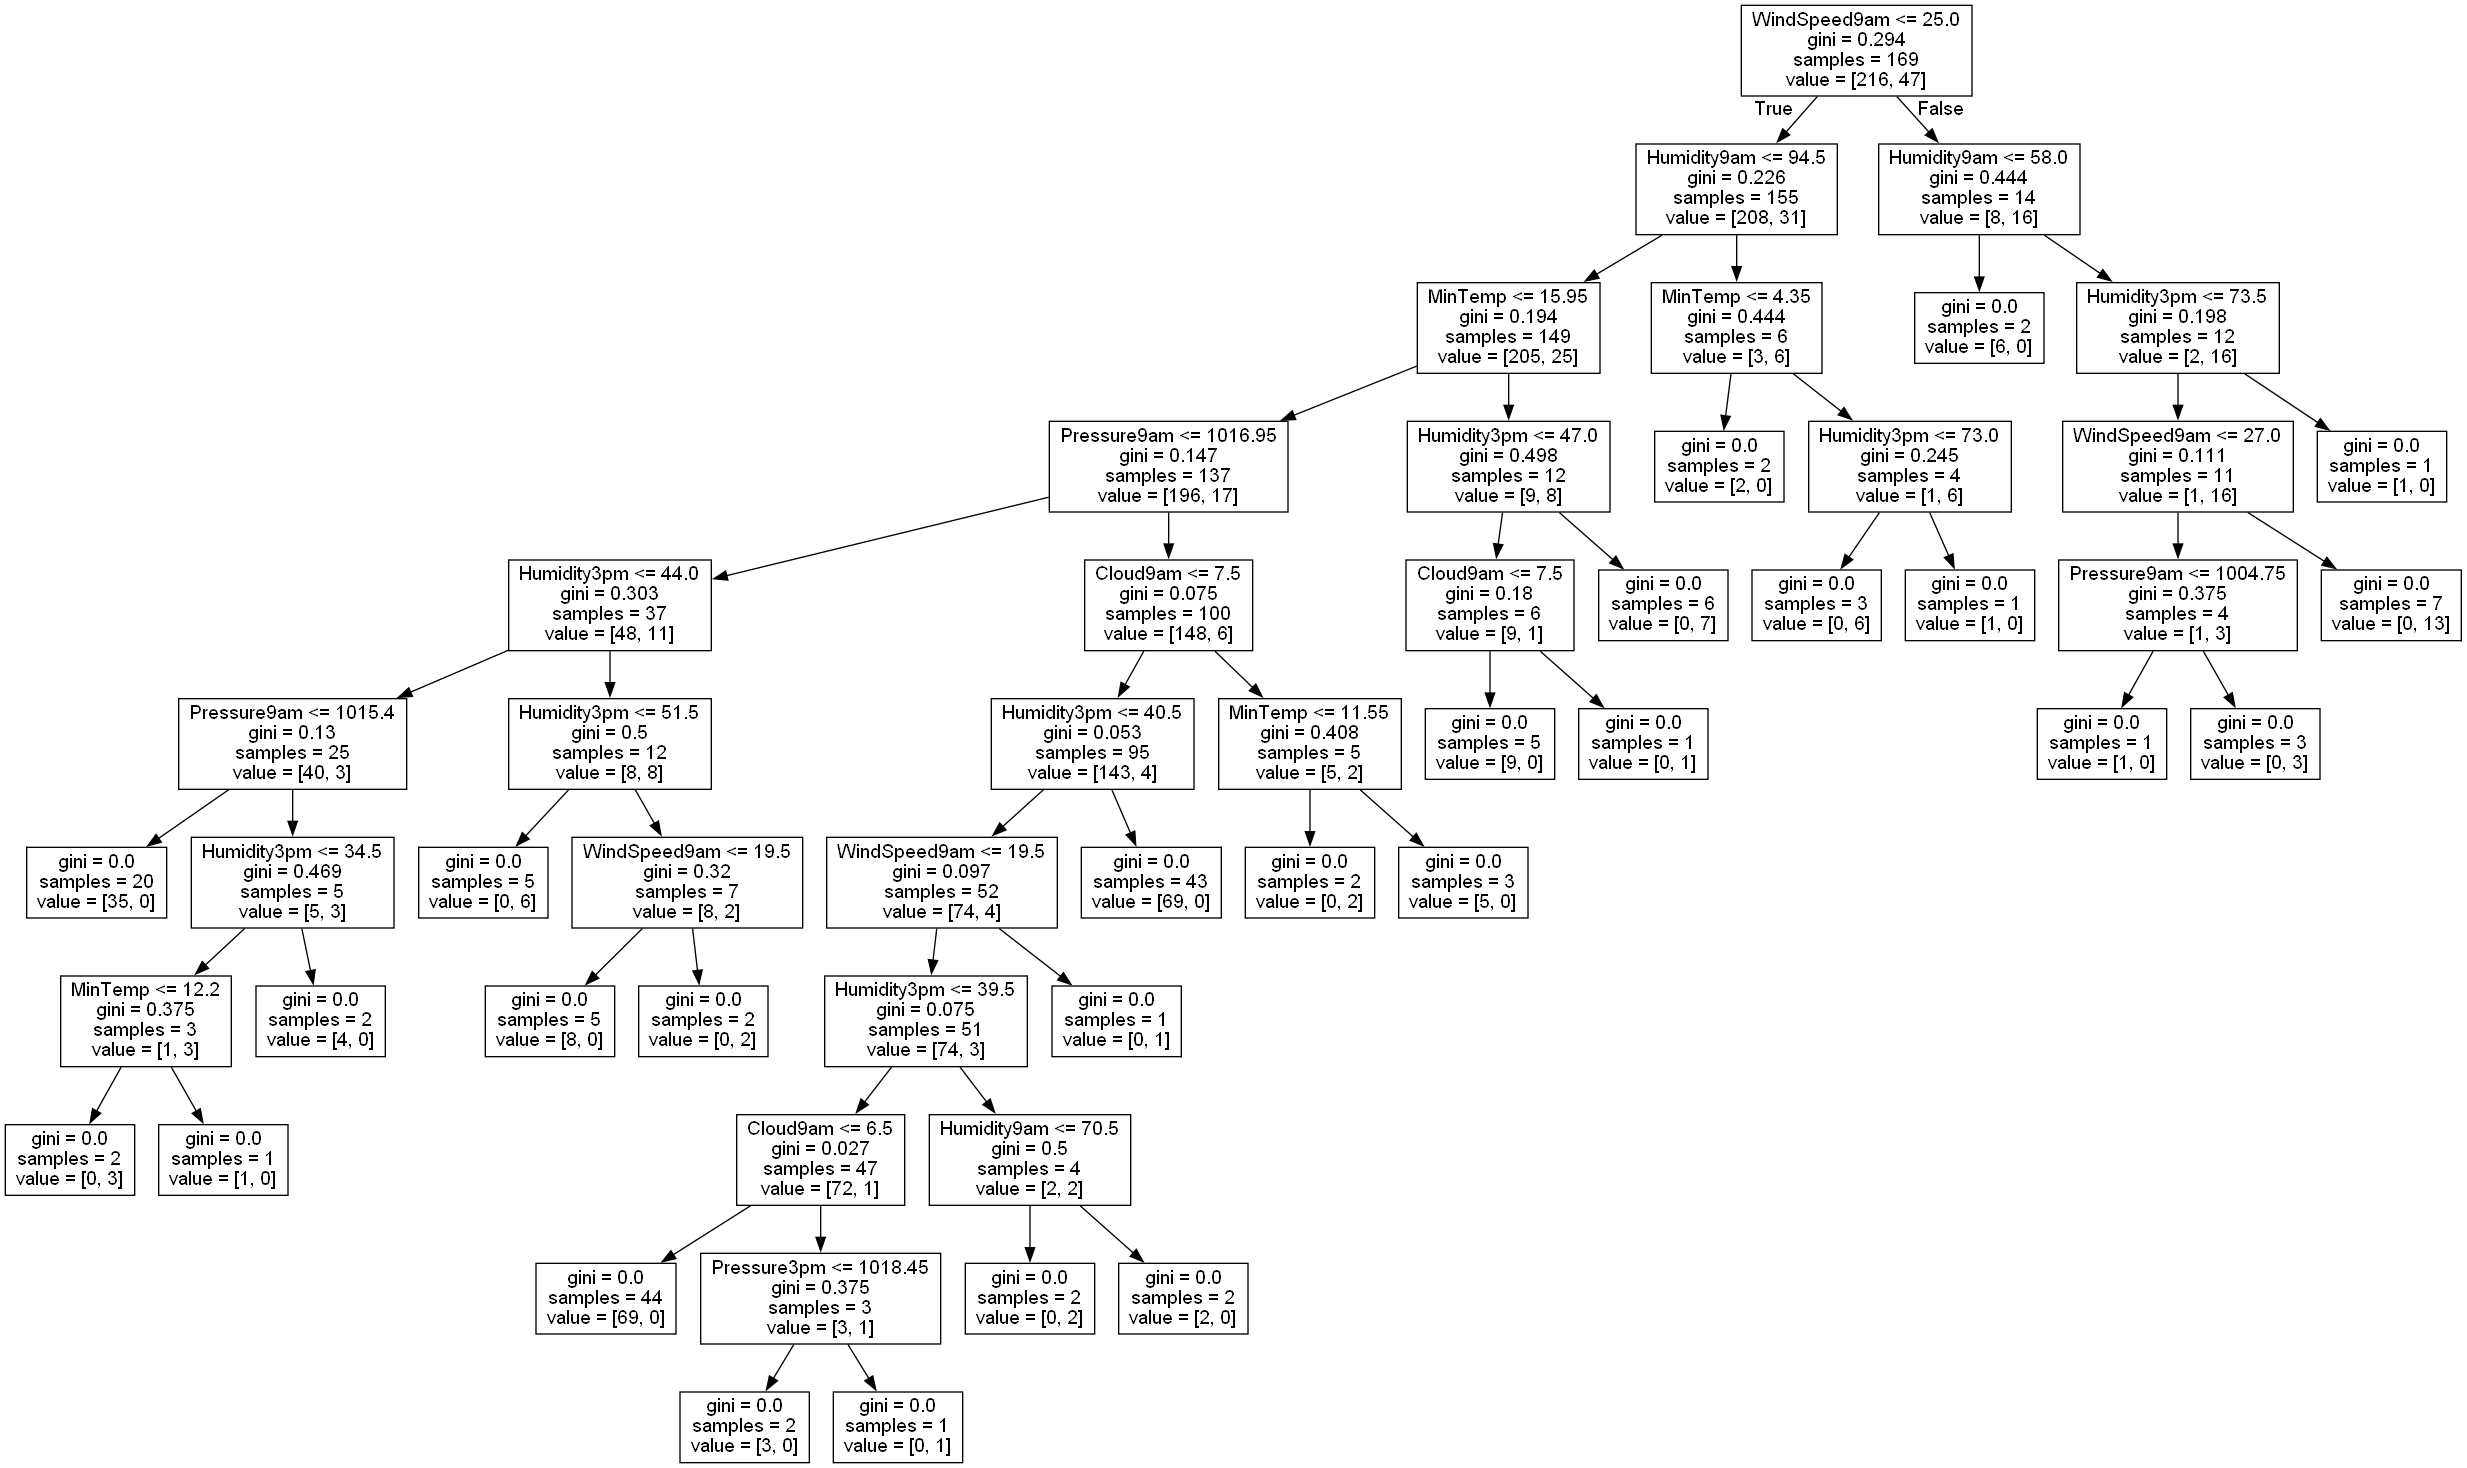 WindSpeed9am <= 25.0
gini = 0.294
samples = 169
value = [216, 47]
True
False
Humidity9am <= 94.5
gini = 0.226
samples = 155
value = [208, 31]
Humidity9am <= 58.0
gini = 0.444
samples = 14
value = [8, 16]
MinTemp <= 15.95
gini = 0.194
samples = 149
value = [205, 25]
MinTemp <= 4.35
gini = 0.444
samples = 6
value = [3, 6]
gini = 0.0
samples = 2
value = [6, 0]
Humidity3pm <= 73.5
gini = 0.198
samples = 12
value = [2, 16]
Pressure9am <= 1016.95
gini = 0.147
samples = 137
value = [196, 17]
Humidity3pm <= 47.0
gini = 0.498
samples = 12
value = [9, 8]
gini = 0.0
samples = 2
value = [2, 0]
Humidity3pm <= 73.0
gini = 0.245
samples = 4
value = [1, 6]
WindSpeed9am <= 27.0
gini = 0.111
samples = 11
value = [1, 16]
gini = 0.0
samples = 1
value = [1, 0]
Humidity3pm <= 44.0
gini = 0.303
samples = 37
value = [48, 11]
Cloud9am <= 7.5
gini = 0.075
samples = 100
value = [148, 6]
Cloud9am <= 7.5
gini = 0.18
samples = 6
value = [9, 1]
gini = 0.0
samples = 6
value = [0, 7]
gini = 0.0
samples = 3
value = [0, 6]
gini = 0.0
samples = 1
value = [1, 0]
Pressure9am <= 1004.75
gini = 0.375
samples = 4
value = [1, 3]
gini = 0.0
samples = 7
value = [0, 13]
Pressure9am <= 1015.4
gini = 0.13
samples = 25
value = [40, 3]
Humidity3pm <= 51.5
gini = 0.5
samples = 12
value = [8, 8]
Humidity3pm <= 40.5
gini = 0.053
samples = 95
value = [143, 4]
MinTemp <= 11.55
gini = 0.408
samples = 5
value = [5, 2]
gini = 0.0
samples = 5
value = [9, 0]
gini = 0.0
samples = 1
value = [0, 1]
gini = 0.0
samples = 1
value = [1, 0]
gini = 0.0
samples = 3
value = [0, 3]
gini = 0.0
samples = 20
value = [35, 0]
Humidity3pm <= 34.5
gini = 0.469
samples = 5
value = [5, 3]
gini = 0.0
samples = 5
value = [0, 6]
WindSpeed9am <= 19.5
gini = 0.32
samples = 7
value = [8, 2]
WindSpeed9am <= 19.5
gini = 0.097
samples = 52
value = [74, 4]
gini = 0.0
samples = 43
value = [69, 0]
gini = 0.0
samples = 2
value = [0, 2]
gini = 0.0
samples = 3
value = [5, 0]
MinTemp <= 12.2
gini = 0.375
samples = 3
value = [1, 3]
gini = 0.0
samples = 2
value = [4, 0]
gini = 0.0
samples = 5
value = [8, 0]
gini = 0.0
samples = 2
value = [0, 2]
Humidity3pm <= 39.5
gini = 0.075
samples = 51
value = [74, 3]
gini = 0.0
samples = 1
value = [0, 1]
gini = 0.0
samples = 2
value = [0, 3]
gini = 0.0
samples = 1
value = [1, 0]
Cloud9am <= 6.5
gini = 0.027
samples = 47
value = [72, 1]
Humidity9am <= 70.5
gini = 0.5
samples = 4
value = [2, 2]
gini = 0.0
samples = 44
value = [69, 0]
Pressure3pm <= 1018.45
gini = 0.375
samples = 3
value = [3, 1]
gini = 0.0
samples = 2
value = [0, 2]
gini = 0.0
samples = 2
value = [2, 0]
gini = 0.0
samples = 2
value = [3, 0]
gini = 0.0
samples = 1
value = [0, 1]